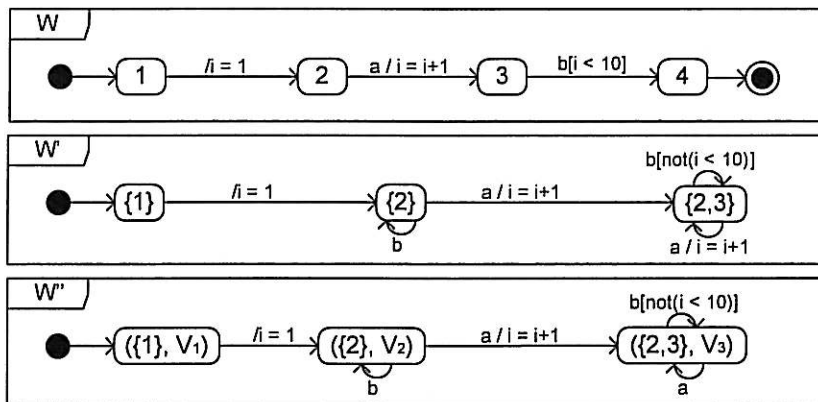 W
1 /i = 1 2 a / i = i+1 3 b[i < 10] 4
W'
b[not(i < 10)]
{1} /i = 1 {2} a / i = i+1 {2,3}
b
a / i = i+1
W''
b[not(i < 10)]
({1}, V₁) /i = 1 ({2}, V₂) a / i = i+1 ({2,3}, V₃)
b a